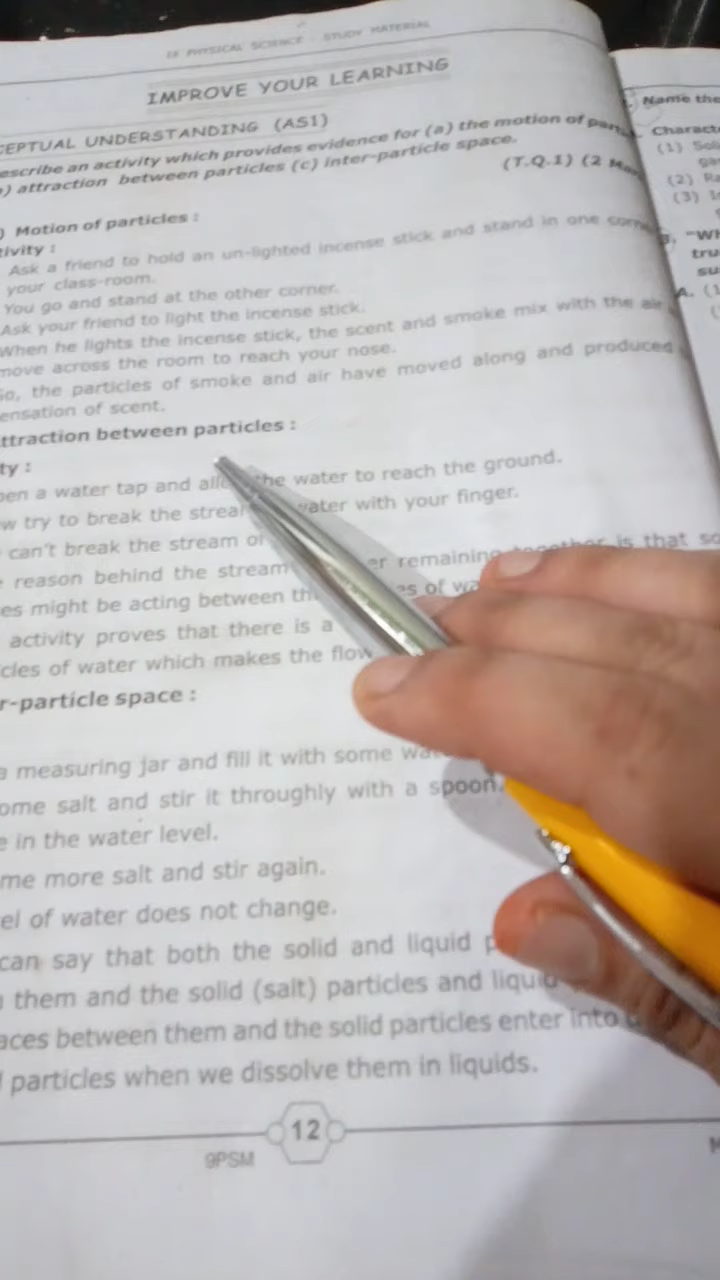 IX PHYSICAL SCIENCE - STUDY MATERIAL
IMPROVE YOUR LEARNING
CEPTUAL UNDERSTANDING (AS1)
escribe an activity which provides evidence for (a) the motion of
) attraction between particles (c) inter-particle space.
(T.Q.1) (2
) Motion of particles :
tivity :
Ask a friend to hold an un-lighted incense stick and stand in one
your class-room.
You go and stand at the other corner.
Ask your friend to light the incense stick.
When he lights the incense stick, the scent and smoke mix with the air
move across the room to reach your nose.
So, the particles of smoke and air have moved along and produced
ensation of scent.
ttraction between particles :
ty :
pen a water tap and the water to reach the ground.
w try to break the water with your finger.
can't break the stream
reason behind the stream remaining together is that so
es might be acting between
activity proves that there is a
cles of water which makes the flow
r-particle space :
a measuring jar and fill it with some
ome salt and stir it throughly with a spoon.
e in the water level.
me more salt and stir again.
el of water does not change.
can say that both the solid and liquid
them and the solid (salt) particles and
aces between them and the solid particles enter into
particles when we dissolve them in liquids.
12
9PSM
Name the
Characte
(1) Sol
ga
(2) Ra
(3) I
"Wh
tru
su
A. (1
(